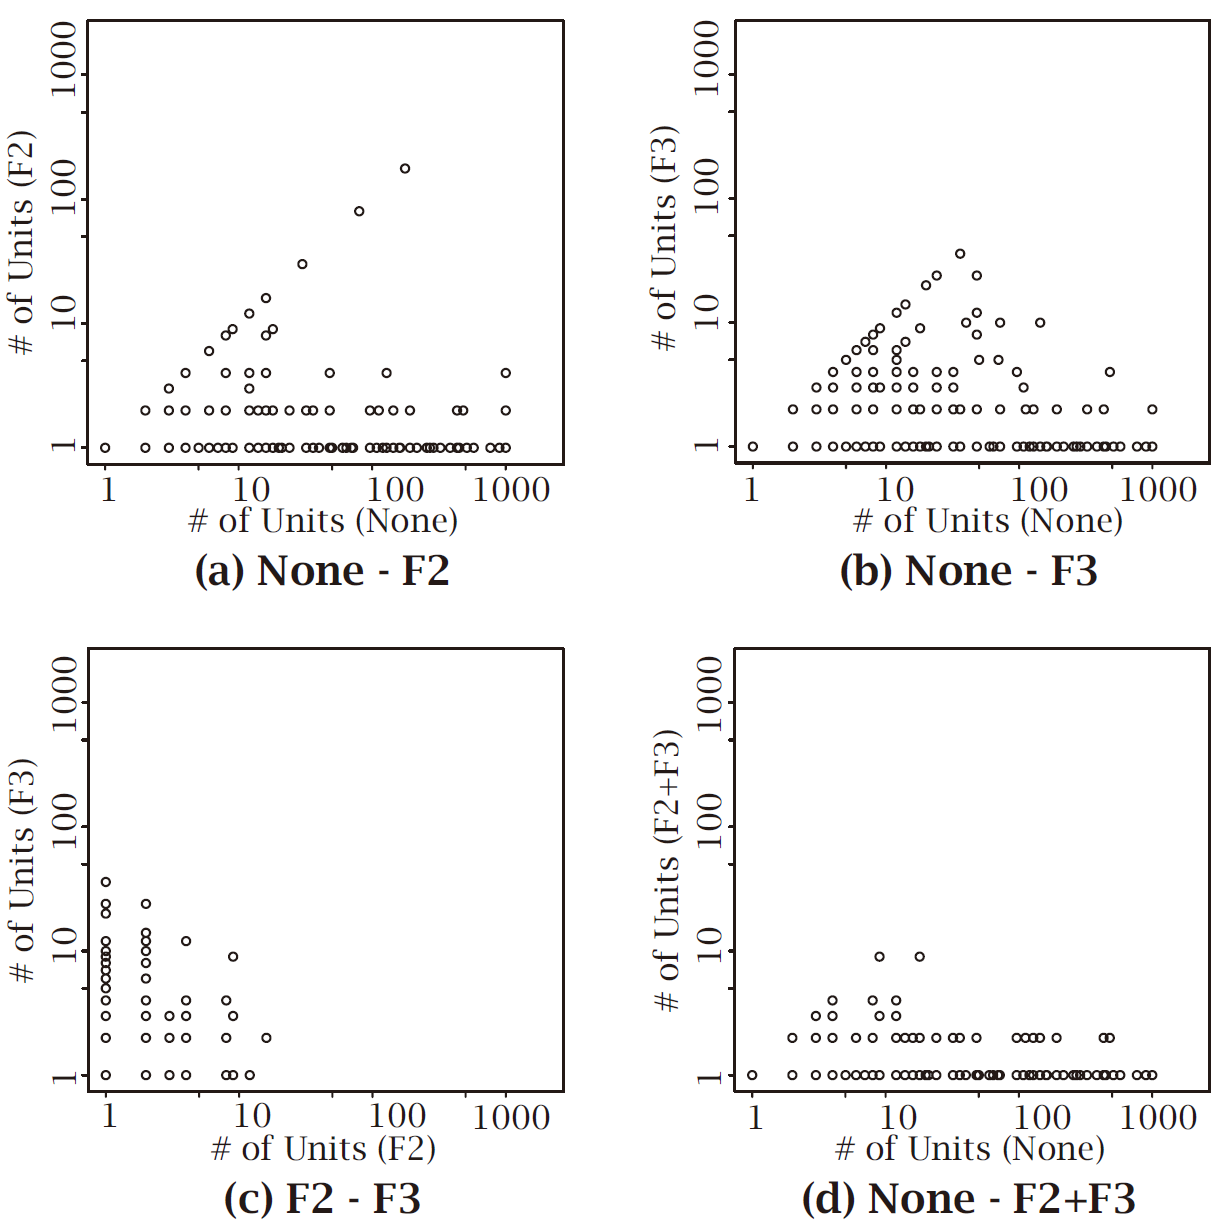 # of Units (F2)
1000
100
10
1
1 10 100 1000
# of Units (None)
(a) None - F2
# of Units (F3)
1000
100
10
1
1 10 100 1000
# of Units (None)
(b) None - F3
# of Units (F3)
1000
100
10
1
1 10 100 1000
# of Units (F2)
(c) F2 - F3
# of Units (F2+F3)
1000
100
10
1
1 10 100 1000
# of Units (None)
(d) None - F2+F3